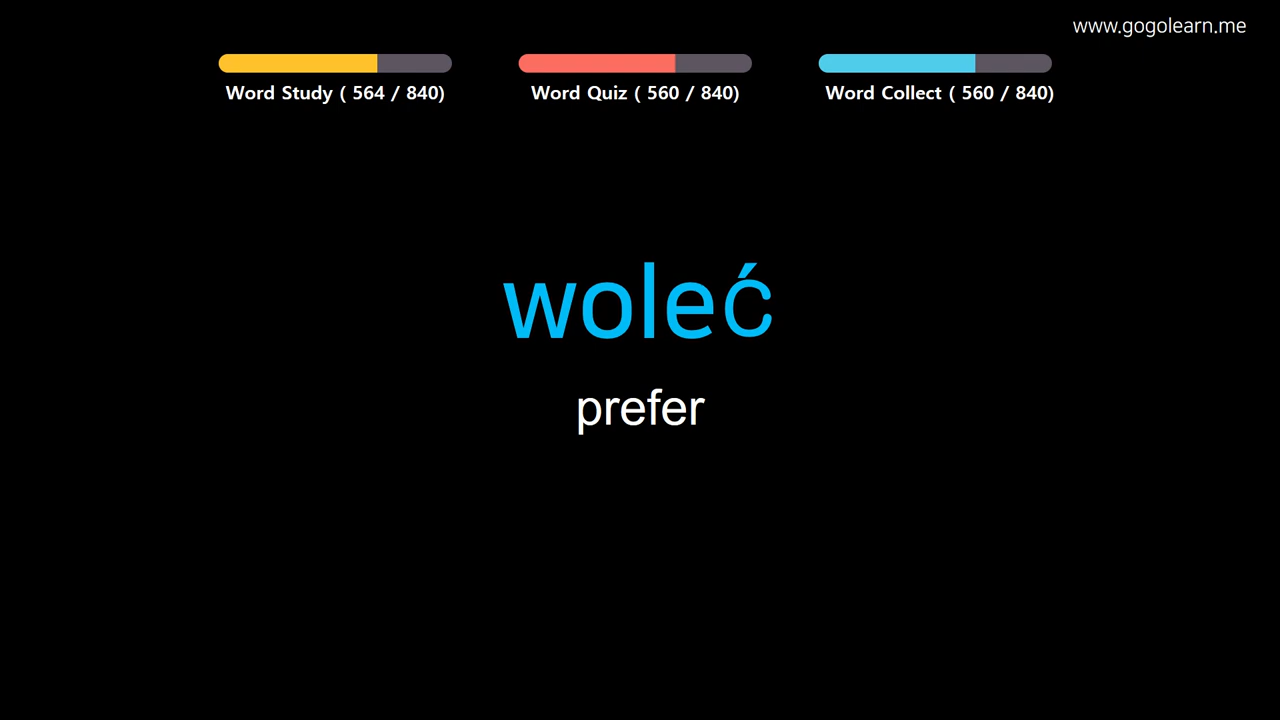 www.gogolearn.me
Word Study ( 564 / 840)
Word Quiz ( 560 / 840)
Word Collect ( 560 / 840)
woleć
prefer